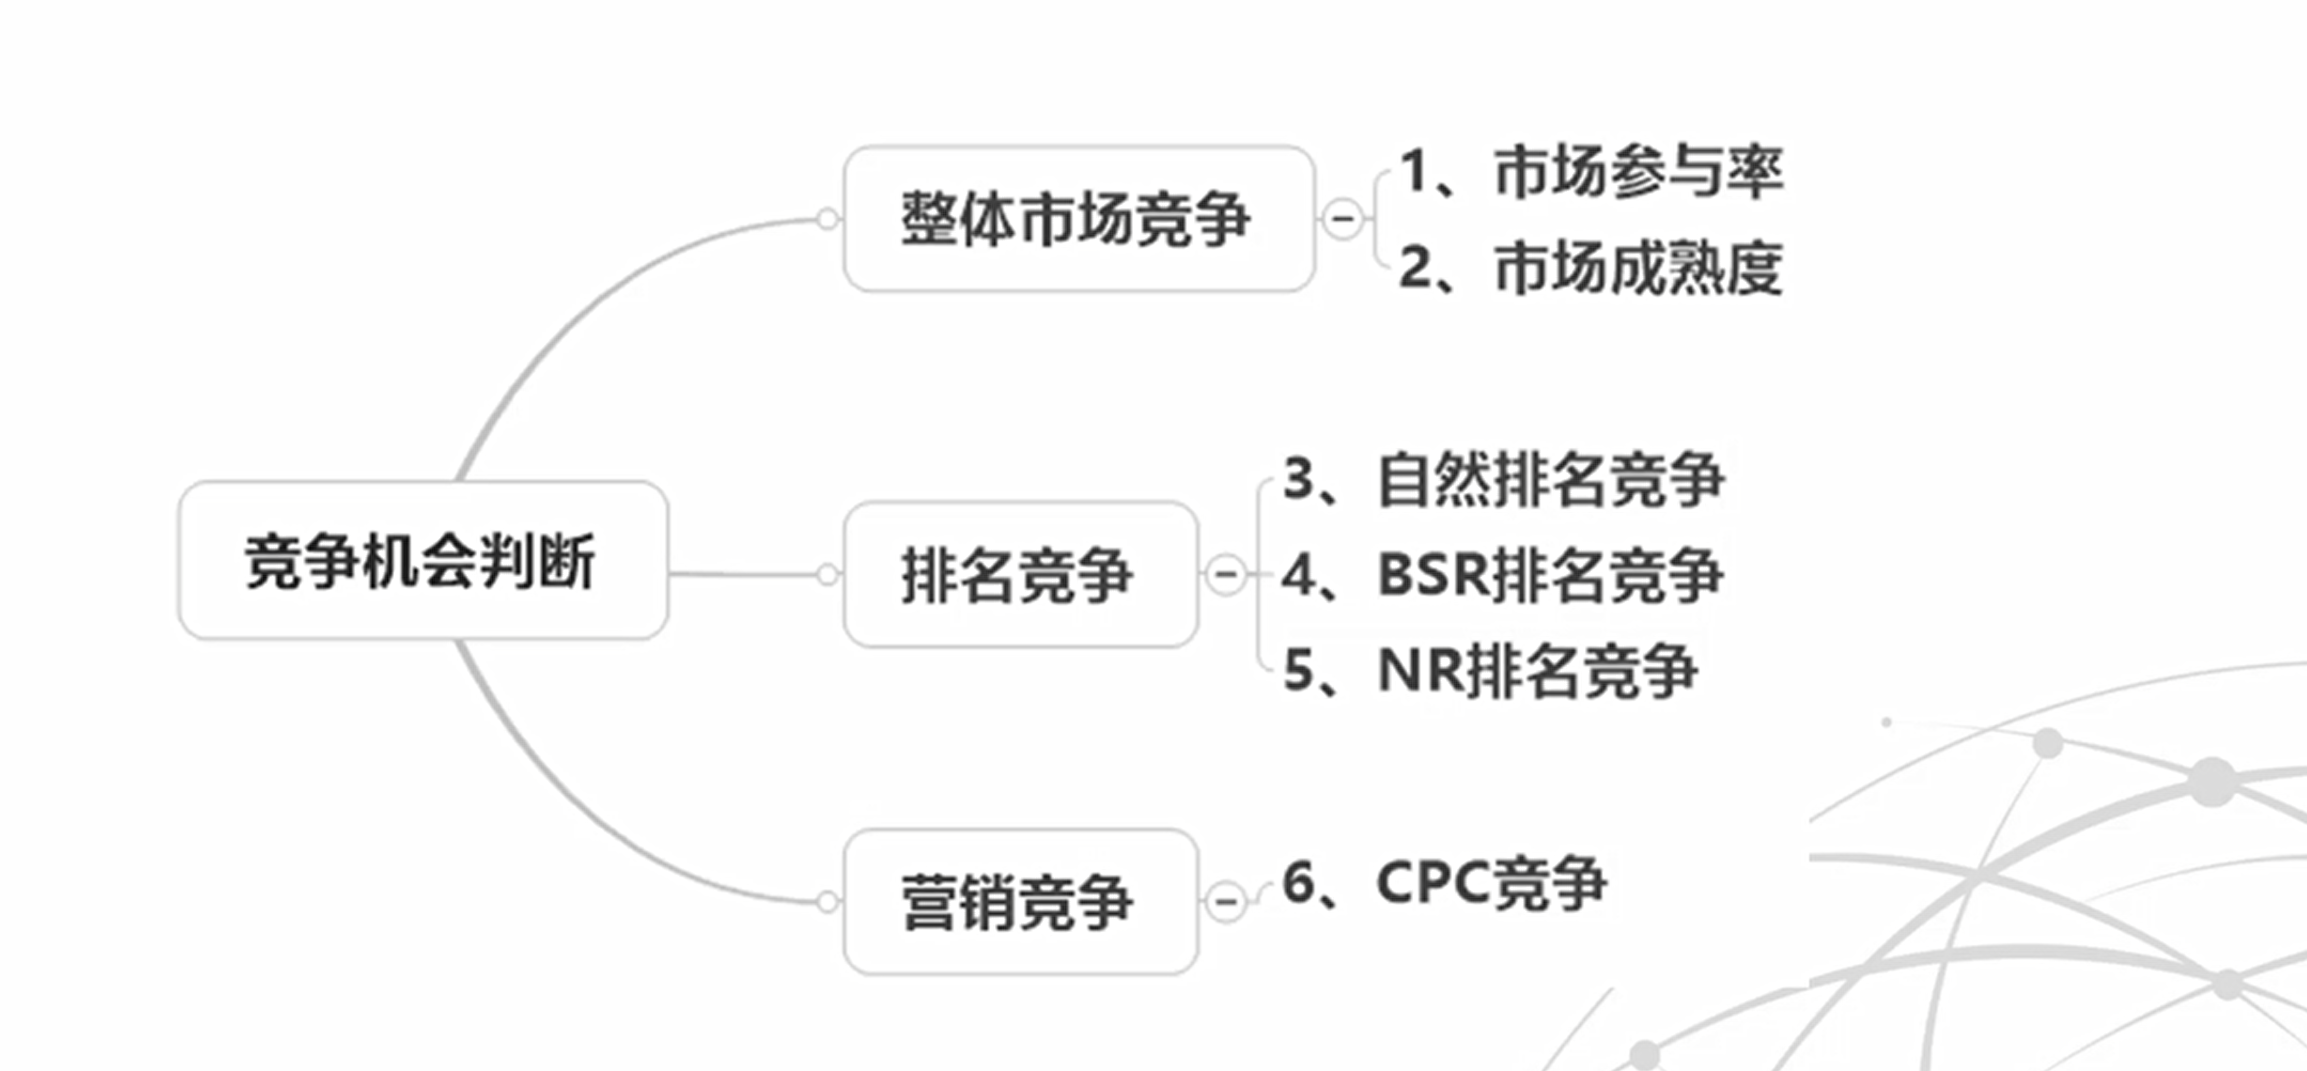 竞争机会判断
整体市场竞争
1、市场参与率
2、市场成熟度
排名竞争
3、自然排名竞争
4、BSR排名竞争
5、NR排名竞争
营销竞争
6、CPC竞争